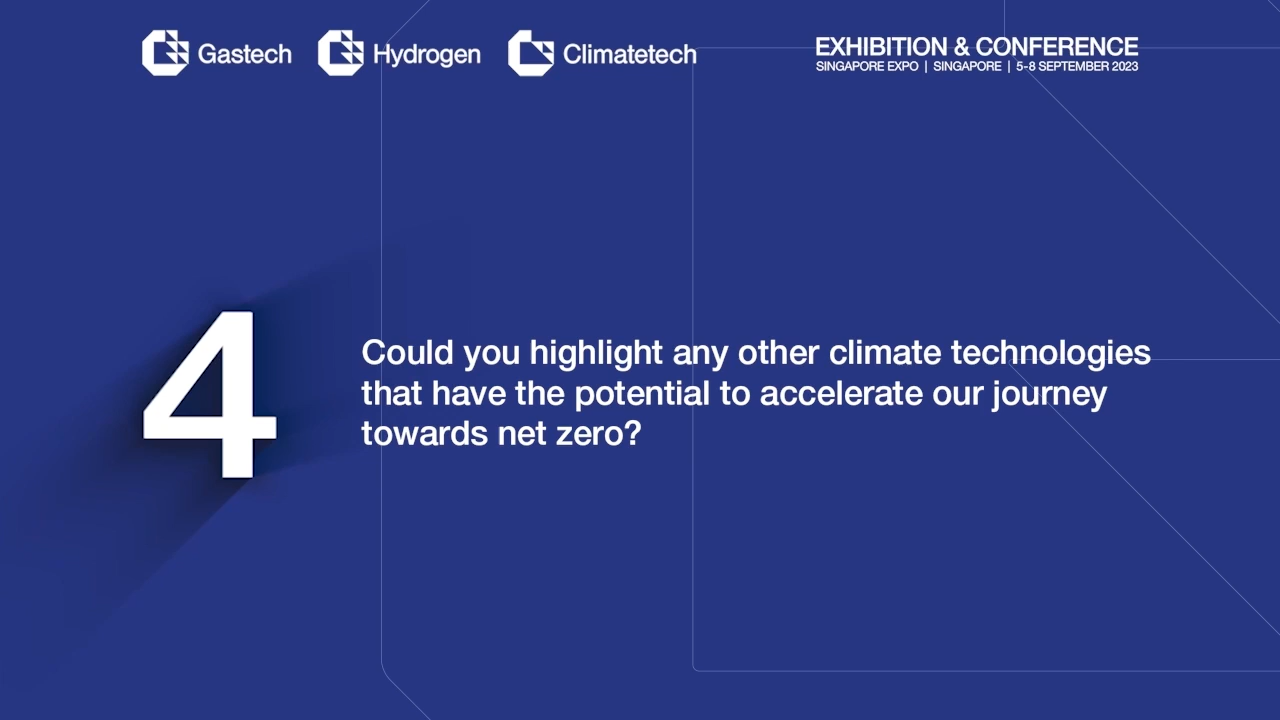 Gastech Hydrogen Climatetech
EXHIBITION & CONFERENCE
SINGAPORE EXPO | SINGAPORE | 5-8 SEPTEMBER 2023
4
Could you highlight any other climate technologies
that have the potential to accelerate our journey
towards net zero?